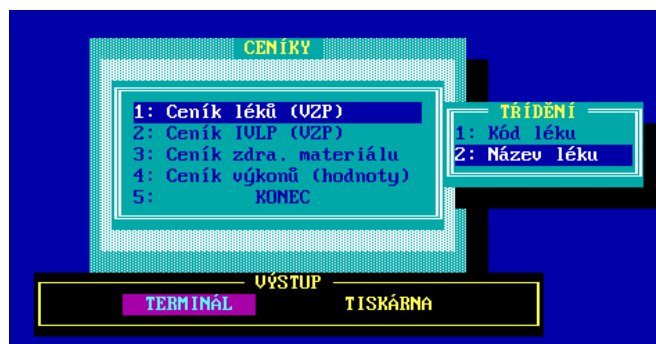 CENÍKY
1: Ceník léků (VZP)
2: Ceník IVLP (VZP)
3: Ceník zdra. materiálu
4: Ceník výkonů (hodnoty)
5: KONEC
TŘÍDĚNÍ
1: Kód léku
2: Název léku
VÝSTUP
TERMINÁL TISKÁRNA